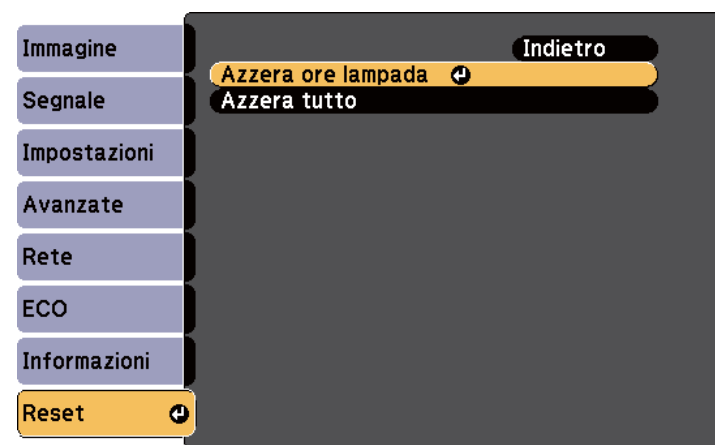 Immagine
Segnale
Impostazioni
Avanzate
Rete
ECO
Informazioni
Reset
Indietro
Azzera ore lampada
Azzera tutto